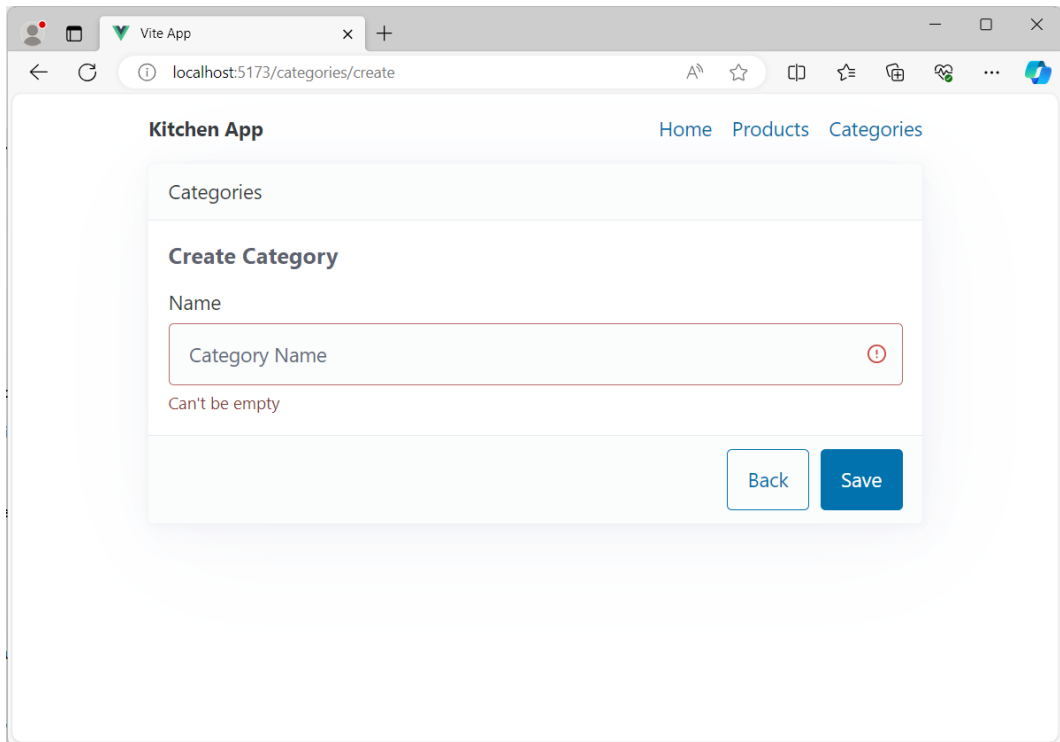 Vite App
localhost:5173/categories/create
Kitchen App Home Products Categories
Categories
Create Category
Name
Category Name
Can't be empty
Back Save